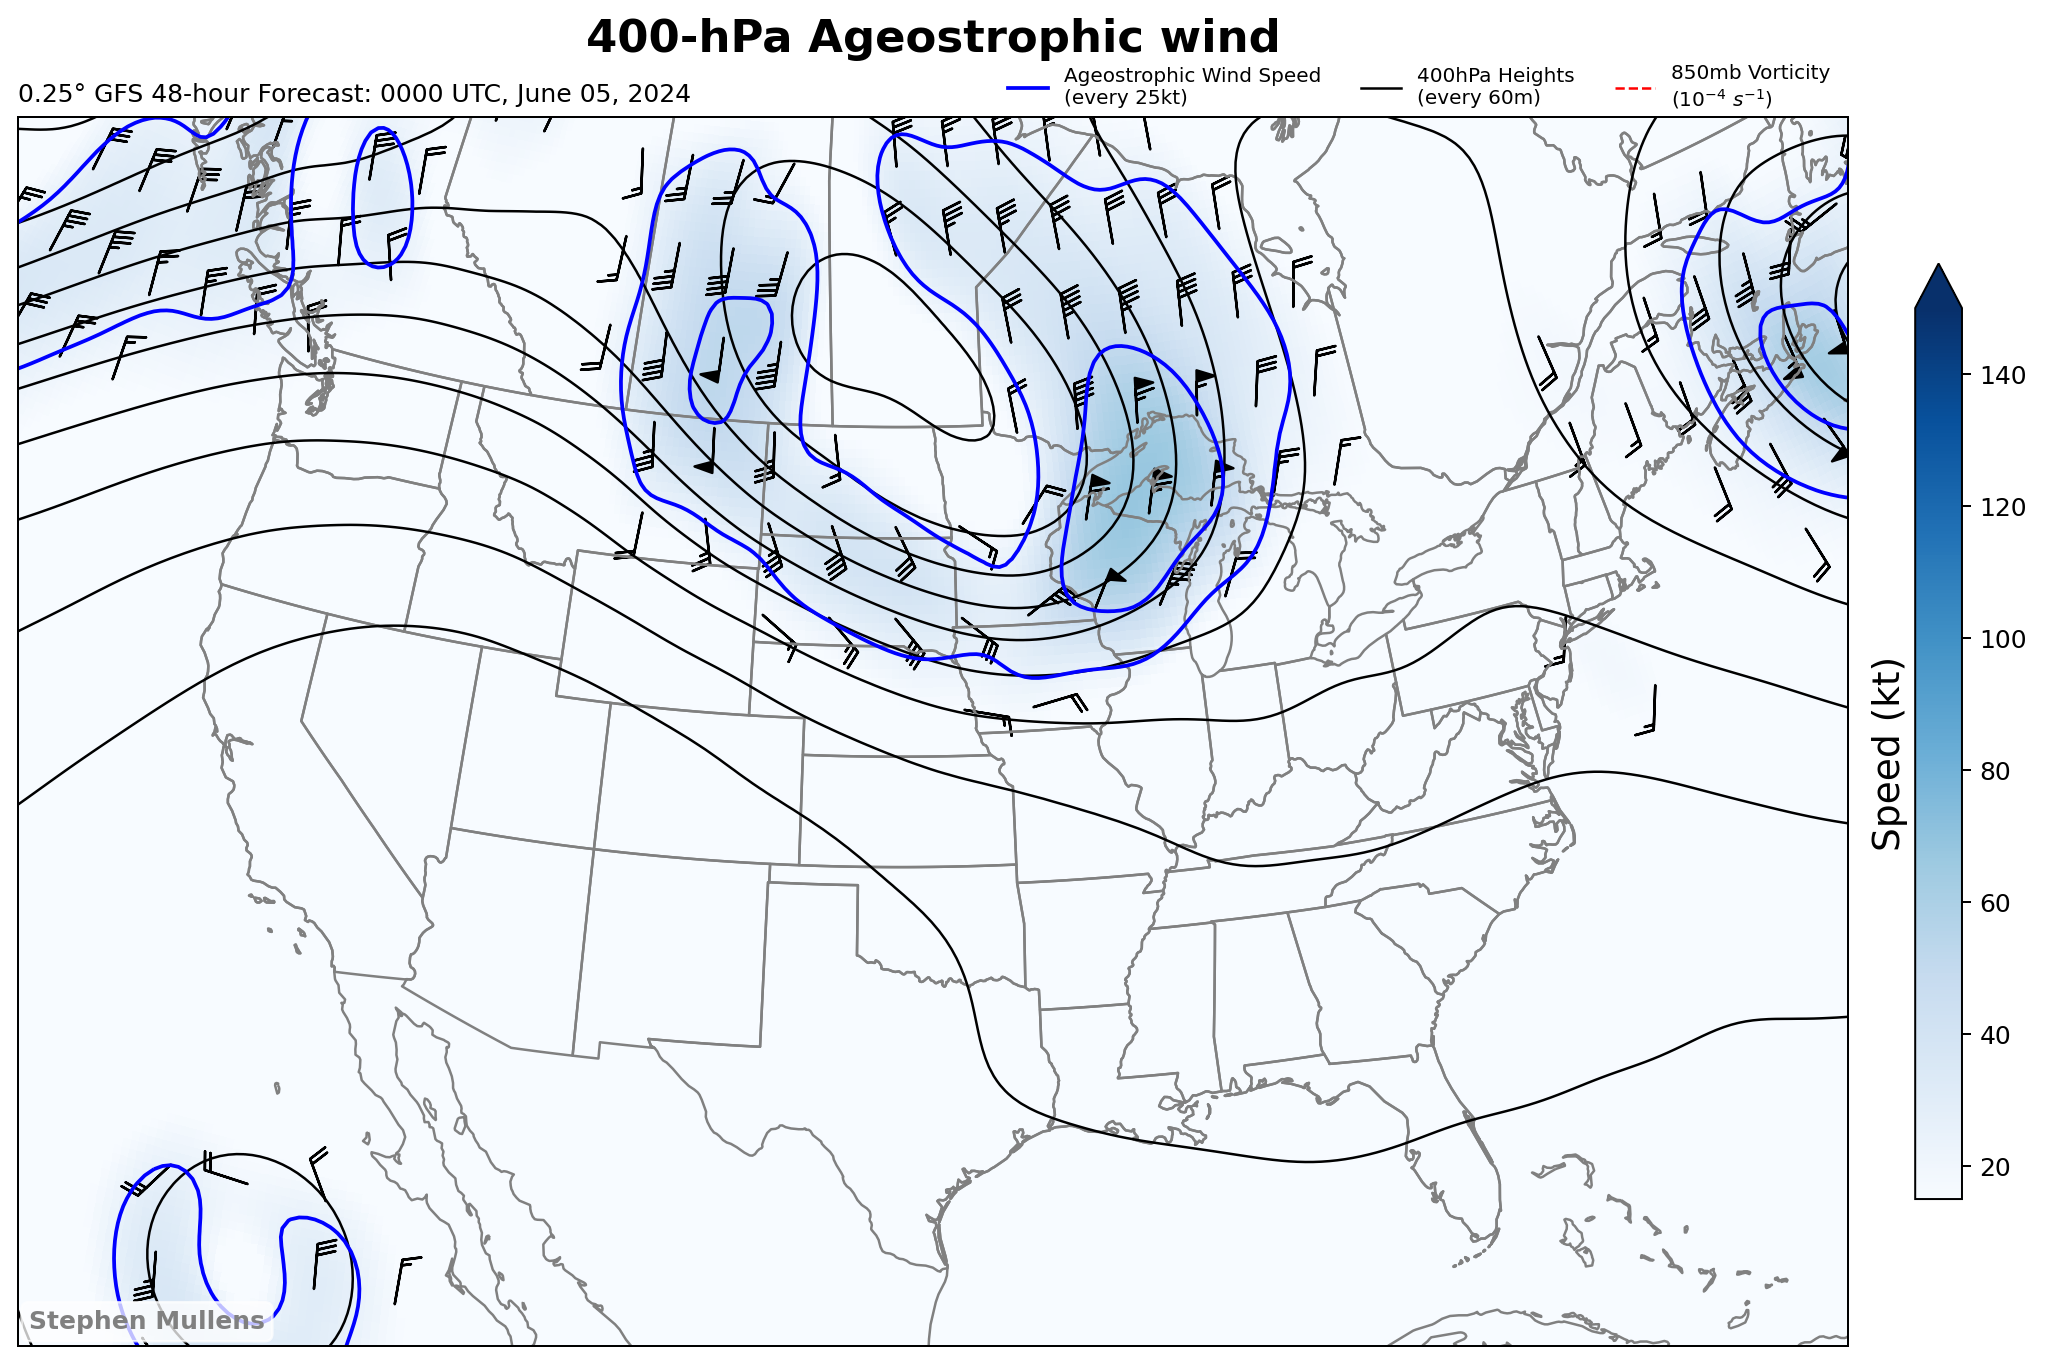 400-hPa Ageostrophic wind
0.25° GFS 48-hour Forecast: 0000 UTC, June 05, 2024
Ageostrophic Wind Speed
(every 25kt)
400hPa Heights
(every 60m)
850mb Vorticity
(10⁻⁴ s⁻¹)
140
120
100
80
60
40
20
Speed (kt)
Stephen Mullens